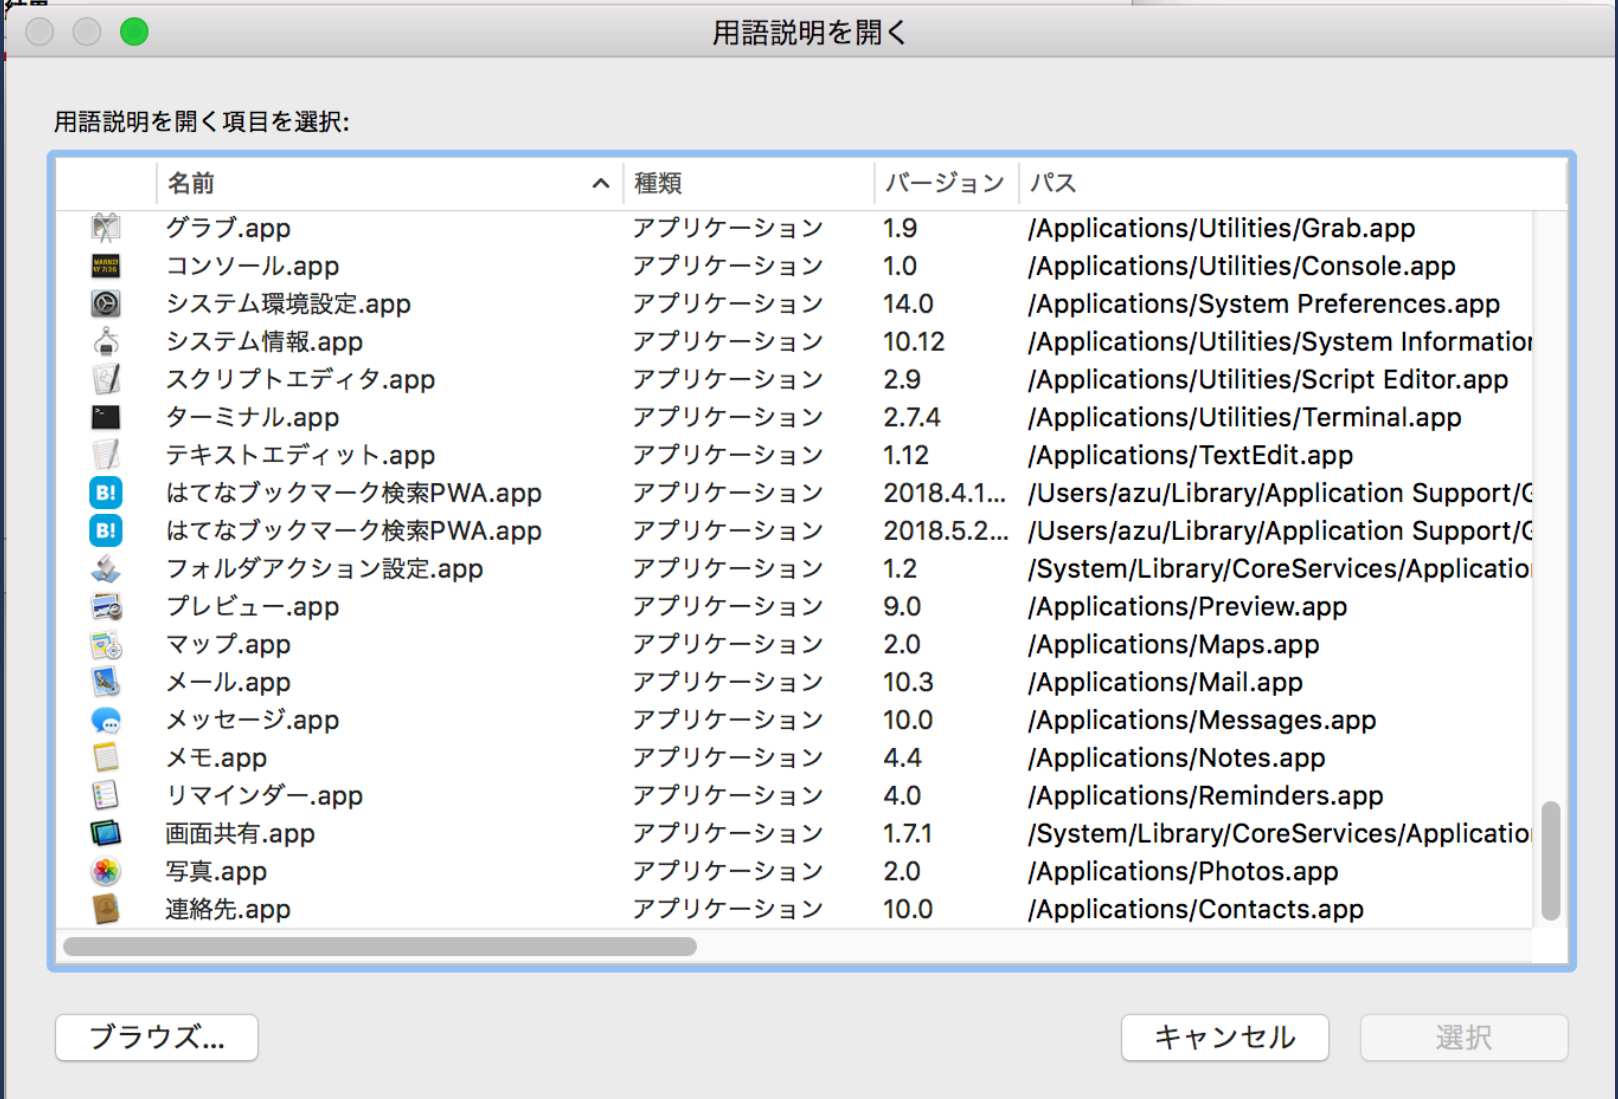 用語説明を開く
用語説明を開く項目を選択:
名前 種類 バージョン パス
グラブ.app アプリケーション 1.9 /Applications/Utilities/Grab.app
コンソール.app アプリケーション 1.0 /Applications/Utilities/Console.app
システム環境設定.app アプリケーション 14.0 /Applications/System Preferences.app
システム情報.app アプリケーション 10.12 /Applications/Utilities/System Information
スクリプトエディタ.app アプリケーション 2.9 /Applications/Utilities/Script Editor.app
ターミナル.app アプリケーション 2.7.4 /Applications/Utilities/Terminal.app
テキストエディット.app アプリケーション 1.12 /Applications/TextEdit.app
はてなブックマーク検索PWA.app アプリケーション 2018.4.1... /Users/azu/Library/Application Support/
はてなブックマーク検索PWA.app アプリケーション 2018.5.2... /Users/azu/Library/Application Support/
フォルダアクション設定.app アプリケーション 1.2 /System/Library/CoreServices/Applicatio
プレビュー.app アプリケーション 9.0 /Applications/Preview.app
マップ.app アプリケーション 2.0 /Applications/Maps.app
メール.app アプリケーション 10.3 /Applications/Mail.app
メッセージ.app アプリケーション 10.0 /Applications/Messages.app
メモ.app アプリケーション 4.4 /Applications/Notes.app
リマインダー.app アプリケーション 4.0 /Applications/Reminders.app
画面共有.app アプリケーション 1.7.1 /System/Library/CoreServices/Applicatio
写真.app アプリケーション 2.0 /Applications/Photos.app
連絡先.app アプリケーション 10.0 /Applications/Contacts.app
ブラウズ... キャンセル 選択